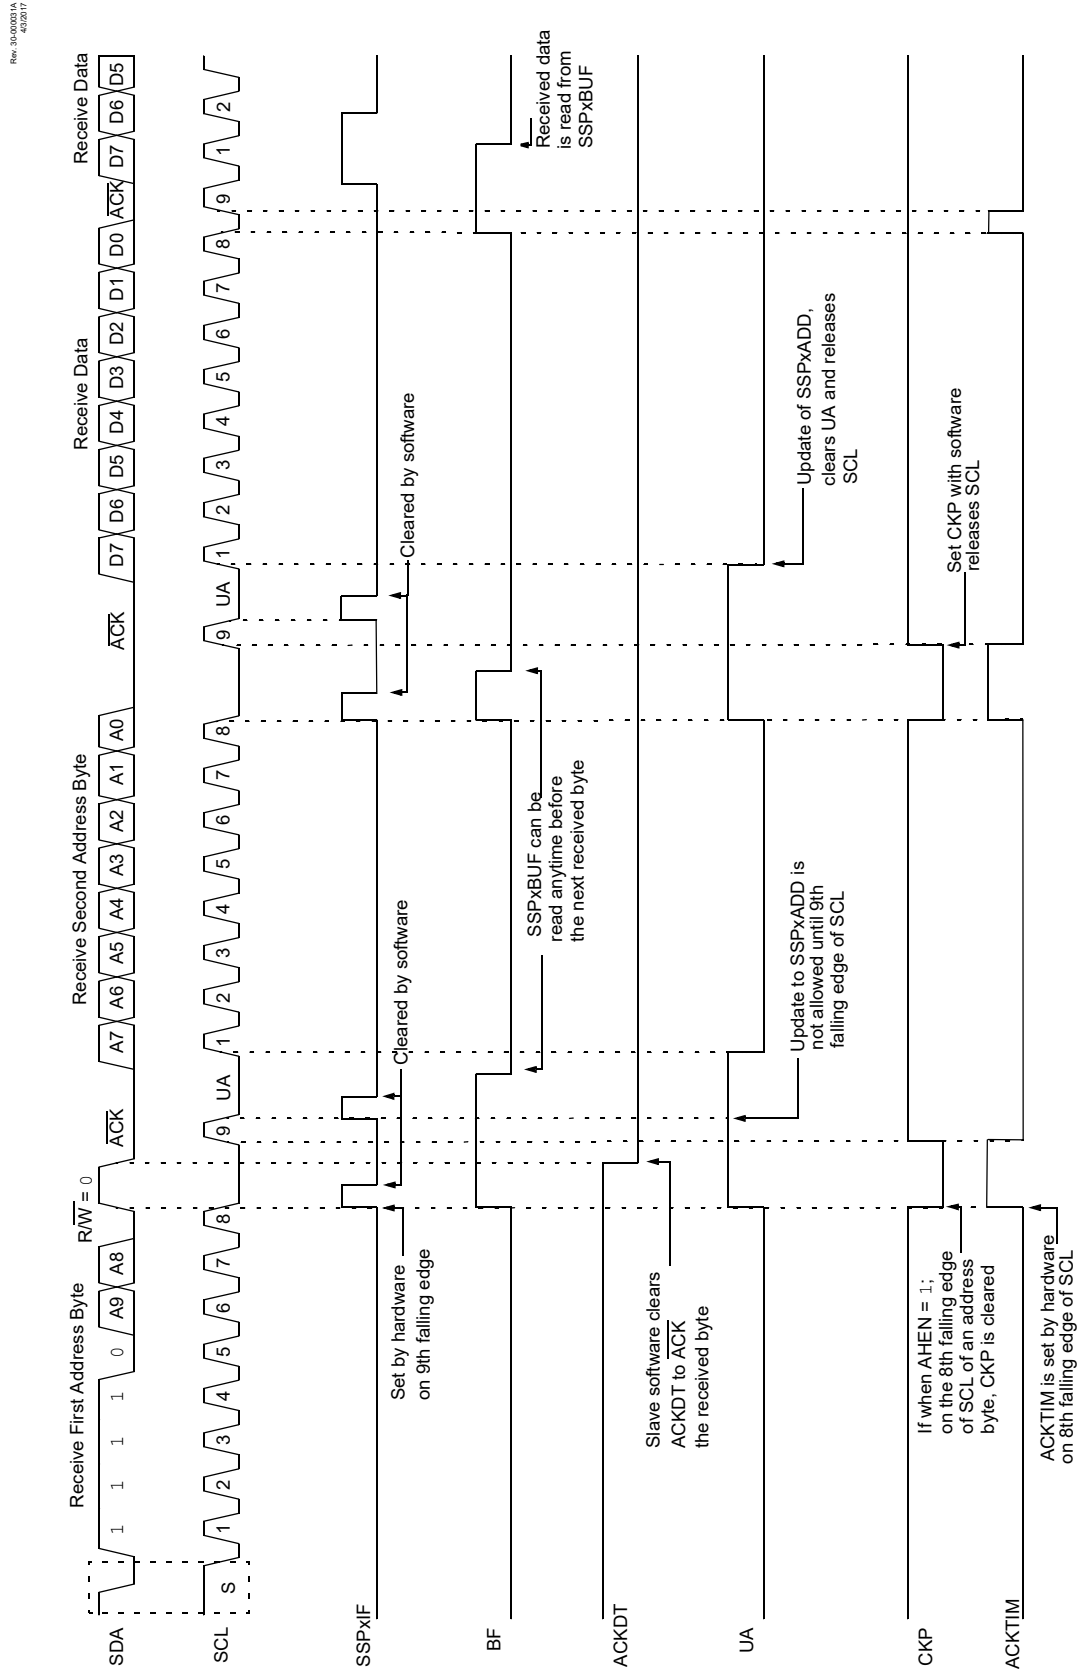 Rev. 30-000031A
4/3/2017
Receive First Address Byte
R/W = 0
Receive Second Address Byte
Receive Data
Receive Data
SDA
1 1 1 1 0 A9 A8 ACK A7 A6 A5 A4 A3 A2 A1 A0 ACK D7 D6 D5 D4 D3 D2 D1 D0 ACK D7 D6 D5
SCL
S 1 2 3 4 5 6 7 8 9 UA 1 2 3 4 5 6 7 8 9 UA 1 2 3 4 5 6 7 8 9 1 2
SSPxIF
Set by hardware
on 9th falling edge
Cleared by software
Cleared by software
BF
SSPxBUF can be
read anytime before
the next received byte
Received data
is read from
SSPxBUF
ACKDT
Slave software clears
ACKDT to ACK
the received byte
UA
Update to SSPxADD is
not allowed until 9th
falling edge of SCL
Update of SSPxADD,
clears UA and releases
SCL
CKP
If when AHEN = 1;
on the 8th falling edge
of SCL of an address
byte, CKP is cleared
Set CKP with software
releases SCL
ACKTIM
ACKTIM is set by hardware
on 8th falling edge of SCL